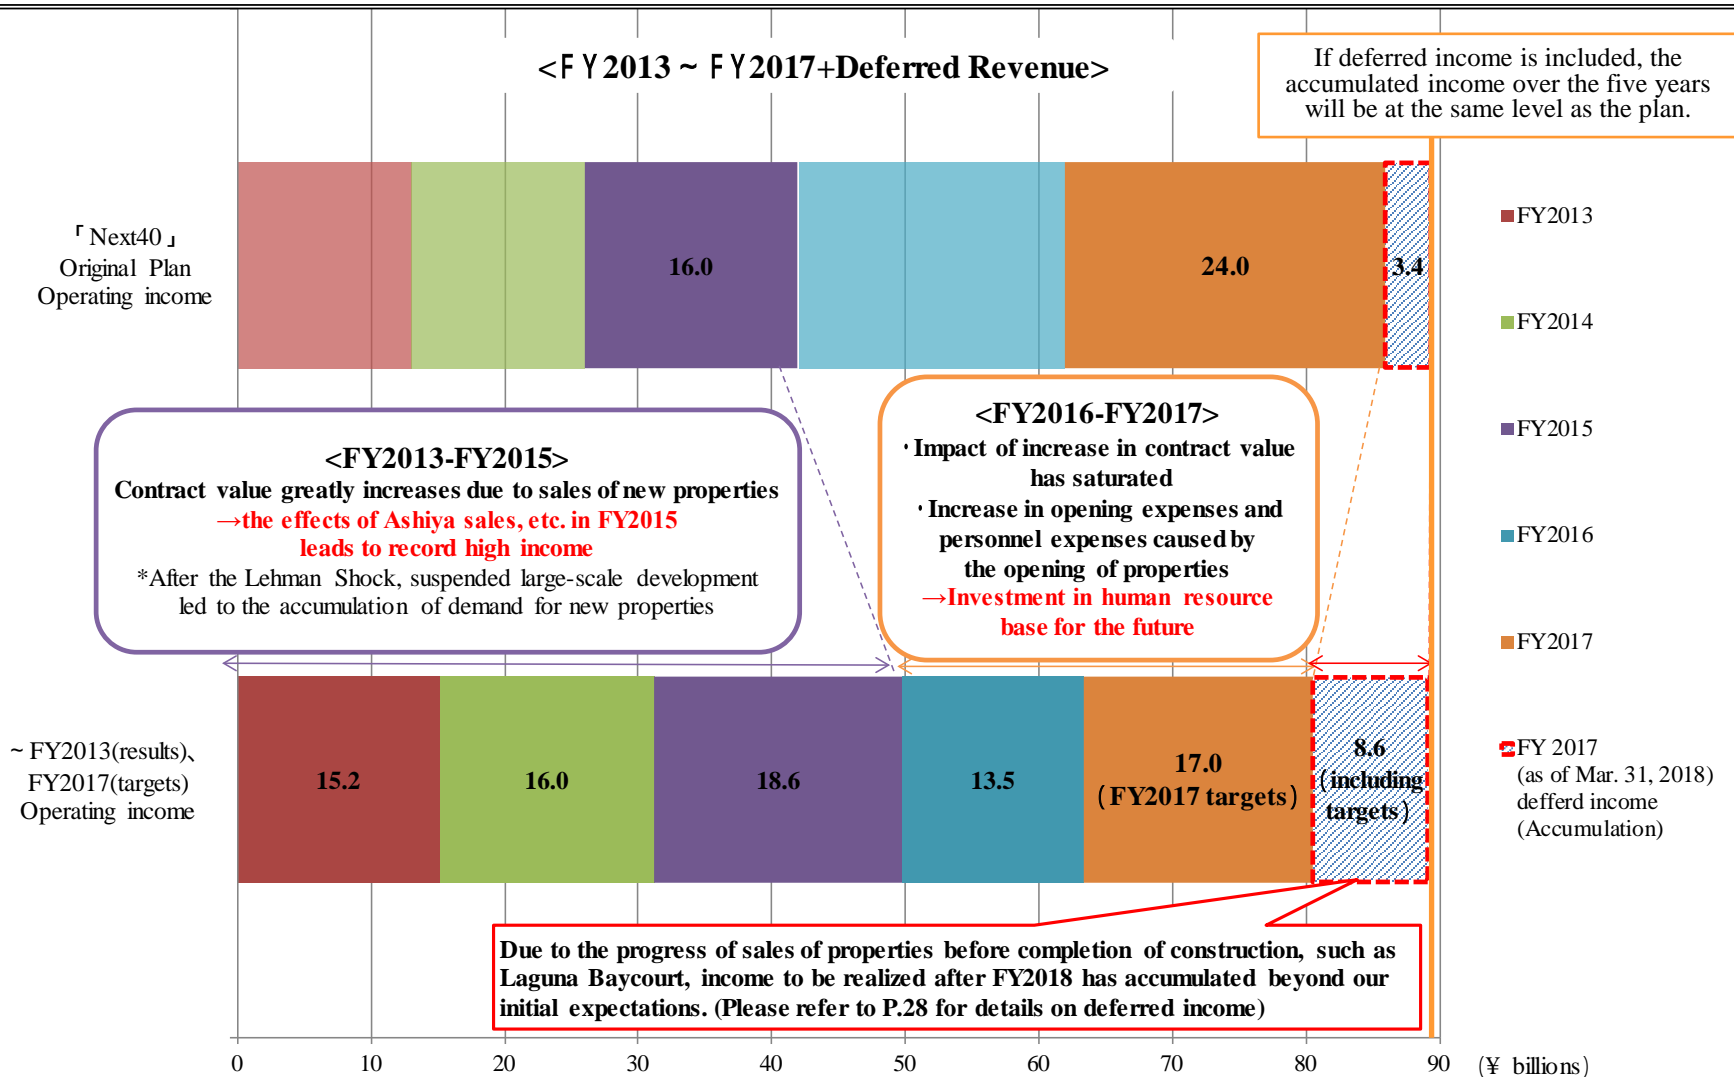 <ＦＹ2013 ~ ＦＹ2017+Deferred Revenue>
If deferred income is included, the
accumulated income over the five years
will be at the same level as the plan.
「Next40」
Original Plan
Operating income
16.0
24.0
3.4
<FY2013-FY2015>
Contract value greatly increases due to sales of new properties
→the effects of Ashiya sales, etc. in FY2015
leads to record high income
*After the Lehman Shock, suspended large-scale development
led to the accumulation of demand for new properties
<FY2016-FY2017>
・Impact of increase in contract value
has saturated
・Increase in opening expenses and
personnel expenses caused by
the opening of properties
→Investment in human resource
base for the future
~ FY2013(results)、
FY2017(targets)
Operating income
15.2
16.0
18.6
13.5
17.0
(FY2017 targets)
8.6
(including
targets)
Due to the progress of sales of properties before completion of construction, such as
Laguna Baycourt, income to be realized after FY2018 has accumulated beyond our
initial expectations. (Please refer to P.28 for details on deferred income)
0 10 20 30 40 50 60 70 80 90 (¥ billions)
FY2013
FY2014
FY2015
FY2016
FY2017
FY 2017
(as of Mar. 31, 2018)
defferd income
(Accumulation)